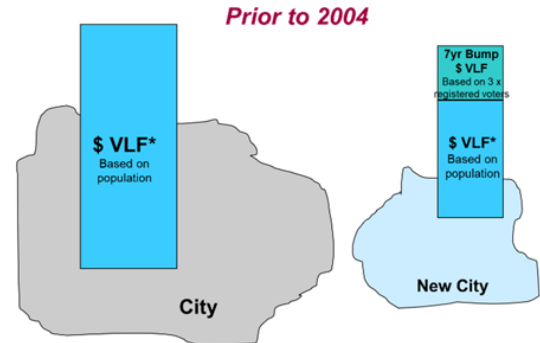 Prior to 2004
$ VLF*
Based on
population
City
7yr Bump
$ VLF
Based on 3 x
registered voters
$ VLF*
Based on
population
New City